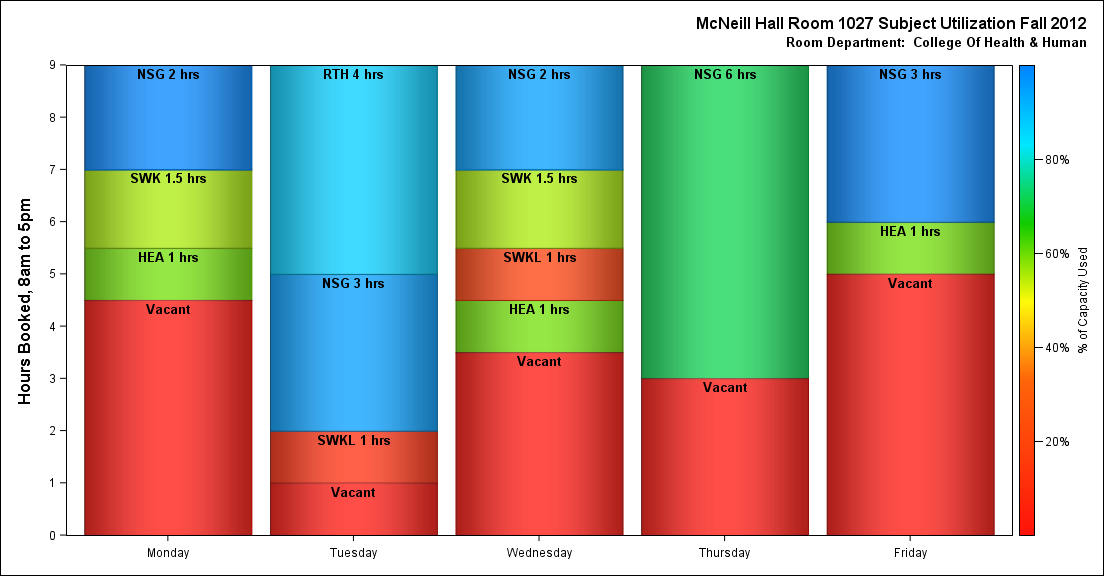 McNeill Hall Room 1027 Subject Utilization Fall 2012
Room Department:  College Of Health & Human
Hours Booked, 8am to 5pm
9
8
7
6
5
4
3
2
1
0
NSG 2 hrs
SWK 1.5 hrs
HEA 1 hrs
Vacant
Monday
RTH 4 hrs
NSG 3 hrs
SWKL 1 hrs
Vacant
Tuesday
NSG 2 hrs
SWK 1.5 hrs
SWKL 1 hrs
HEA 1 hrs
Vacant
Wednesday
NSG 6 hrs
Vacant
Thursday
NSG 3 hrs
HEA 1 hrs
Vacant
Friday
80%
60%
40%
20%
% of Capacity Used